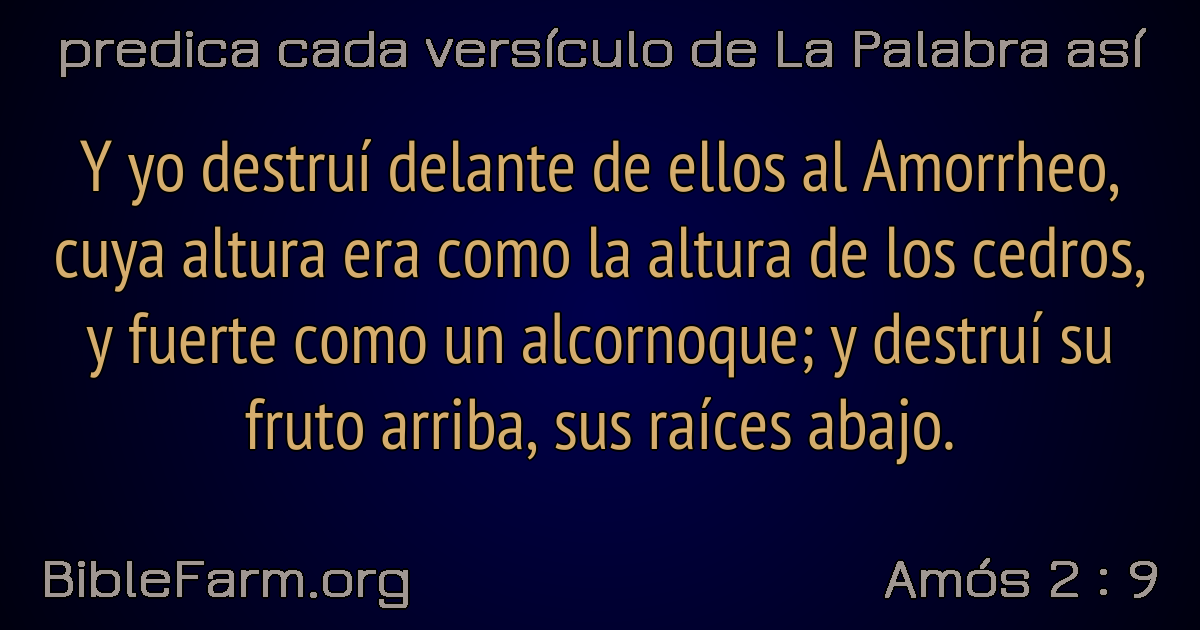 predica cada versículo de La Palabra así
Y yo destruí delante de ellos al Amorrheo,
cuya altura era como la altura de los cedros,
y fuerte como un alcornoque; y destruí su
fruto arriba, sus raíces abajo.
BibleFarm.org
Amós 2 : 9